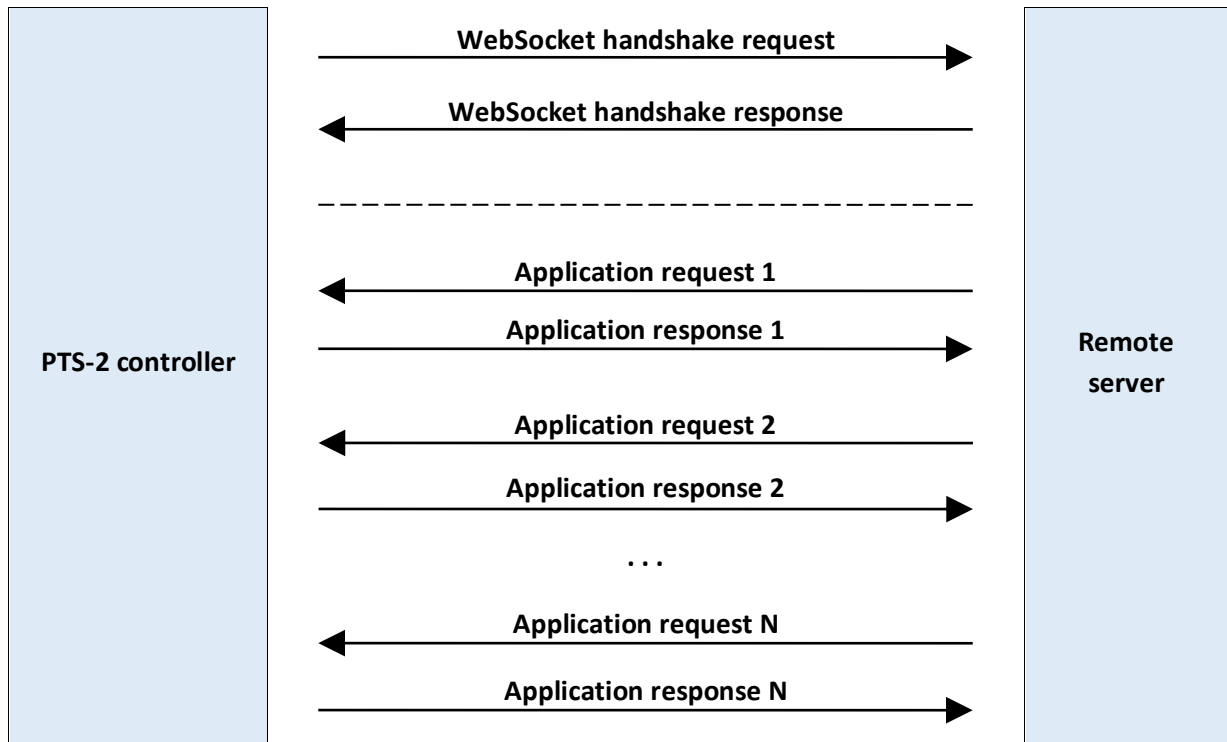 WebSocket handshake request
WebSocket handshake response
Application request 1
Application response 1
PTS-2 controller
Remote
server
Application request 2
Application response 2
. . .
Application request N
Application response N